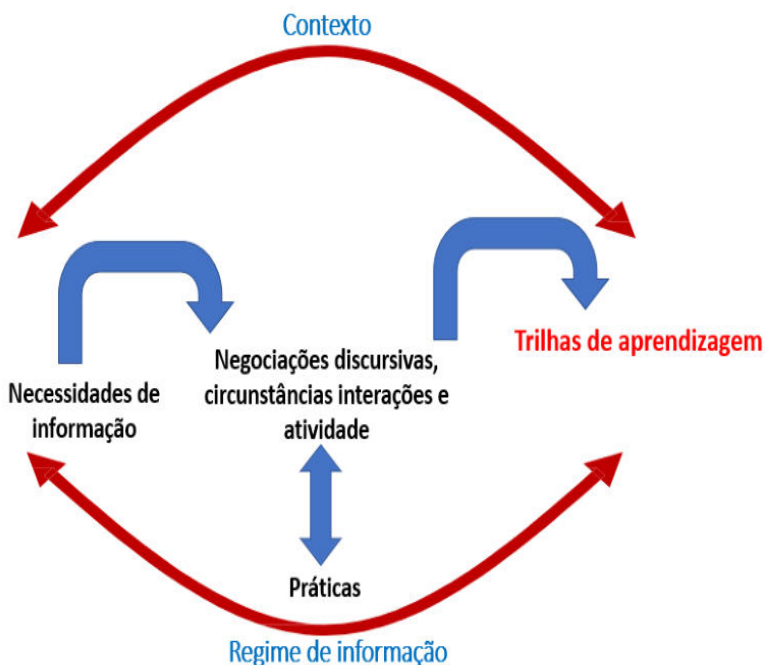 Contexto
Necessidades de
informação
Negociações discursivas,
circunstâncias interações e
atividade
Trilhas de aprendizagem
Práticas
Regime de informação